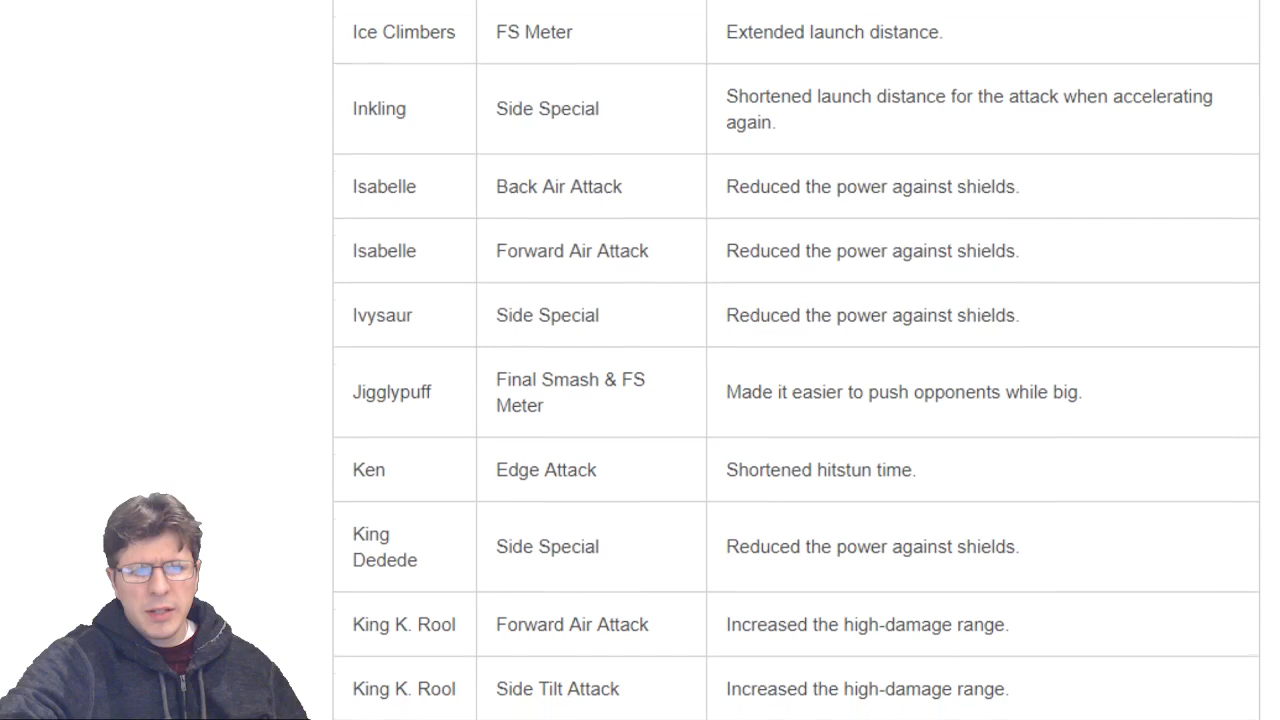 Ice Climbers FS Meter Extended launch distance.
Inkling Side Special Shortened launch distance for the attack when accelerating
again.
Isabelle Back Air Attack Reduced the power against shields.
Isabelle Forward Air Attack Reduced the power against shields.
Ivysaur Side Special Reduced the power against shields.
Jigglypuff Final Smash & FS
Meter Made it easier to push opponents while big.
Ken Edge Attack Shortened hitstun time.
King
Dedede Side Special Reduced the power against shields.
King K. Rool Forward Air Attack Increased the high-damage range.
King K. Rool Side Tilt Attack Increased the high-damage range.